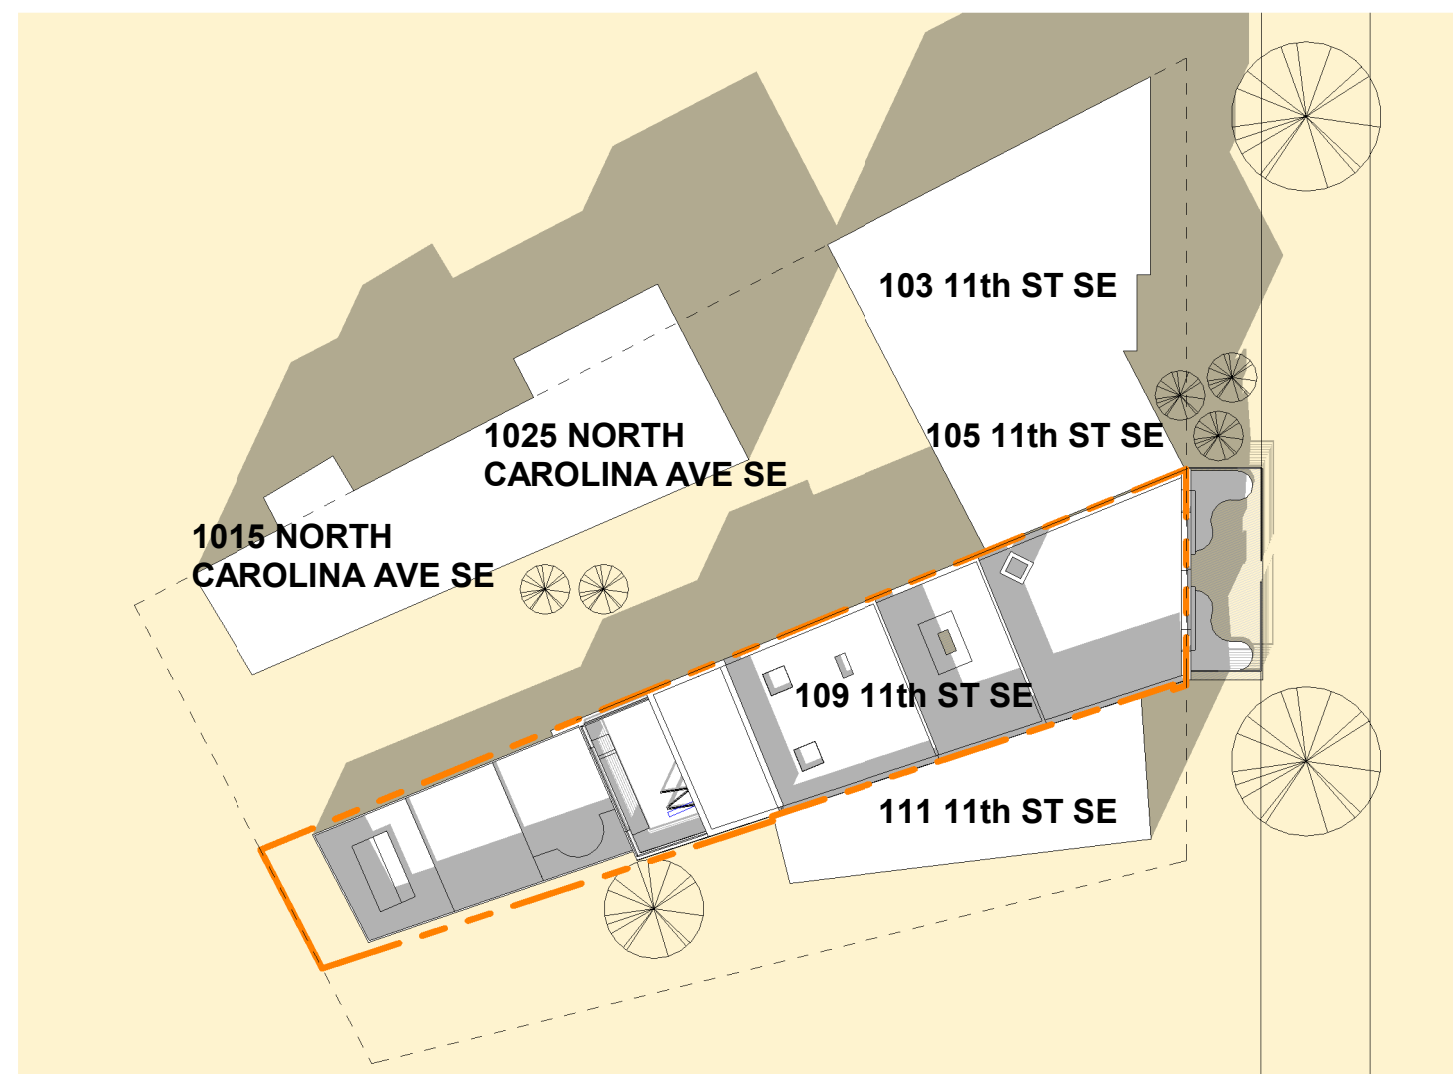 103 11th ST SE
1025 NORTH
CAROLINA AVE SE
105 11th ST SE
1015 NORTH
CAROLINA AVE SE
109 11th ST SE
111 11th ST SE